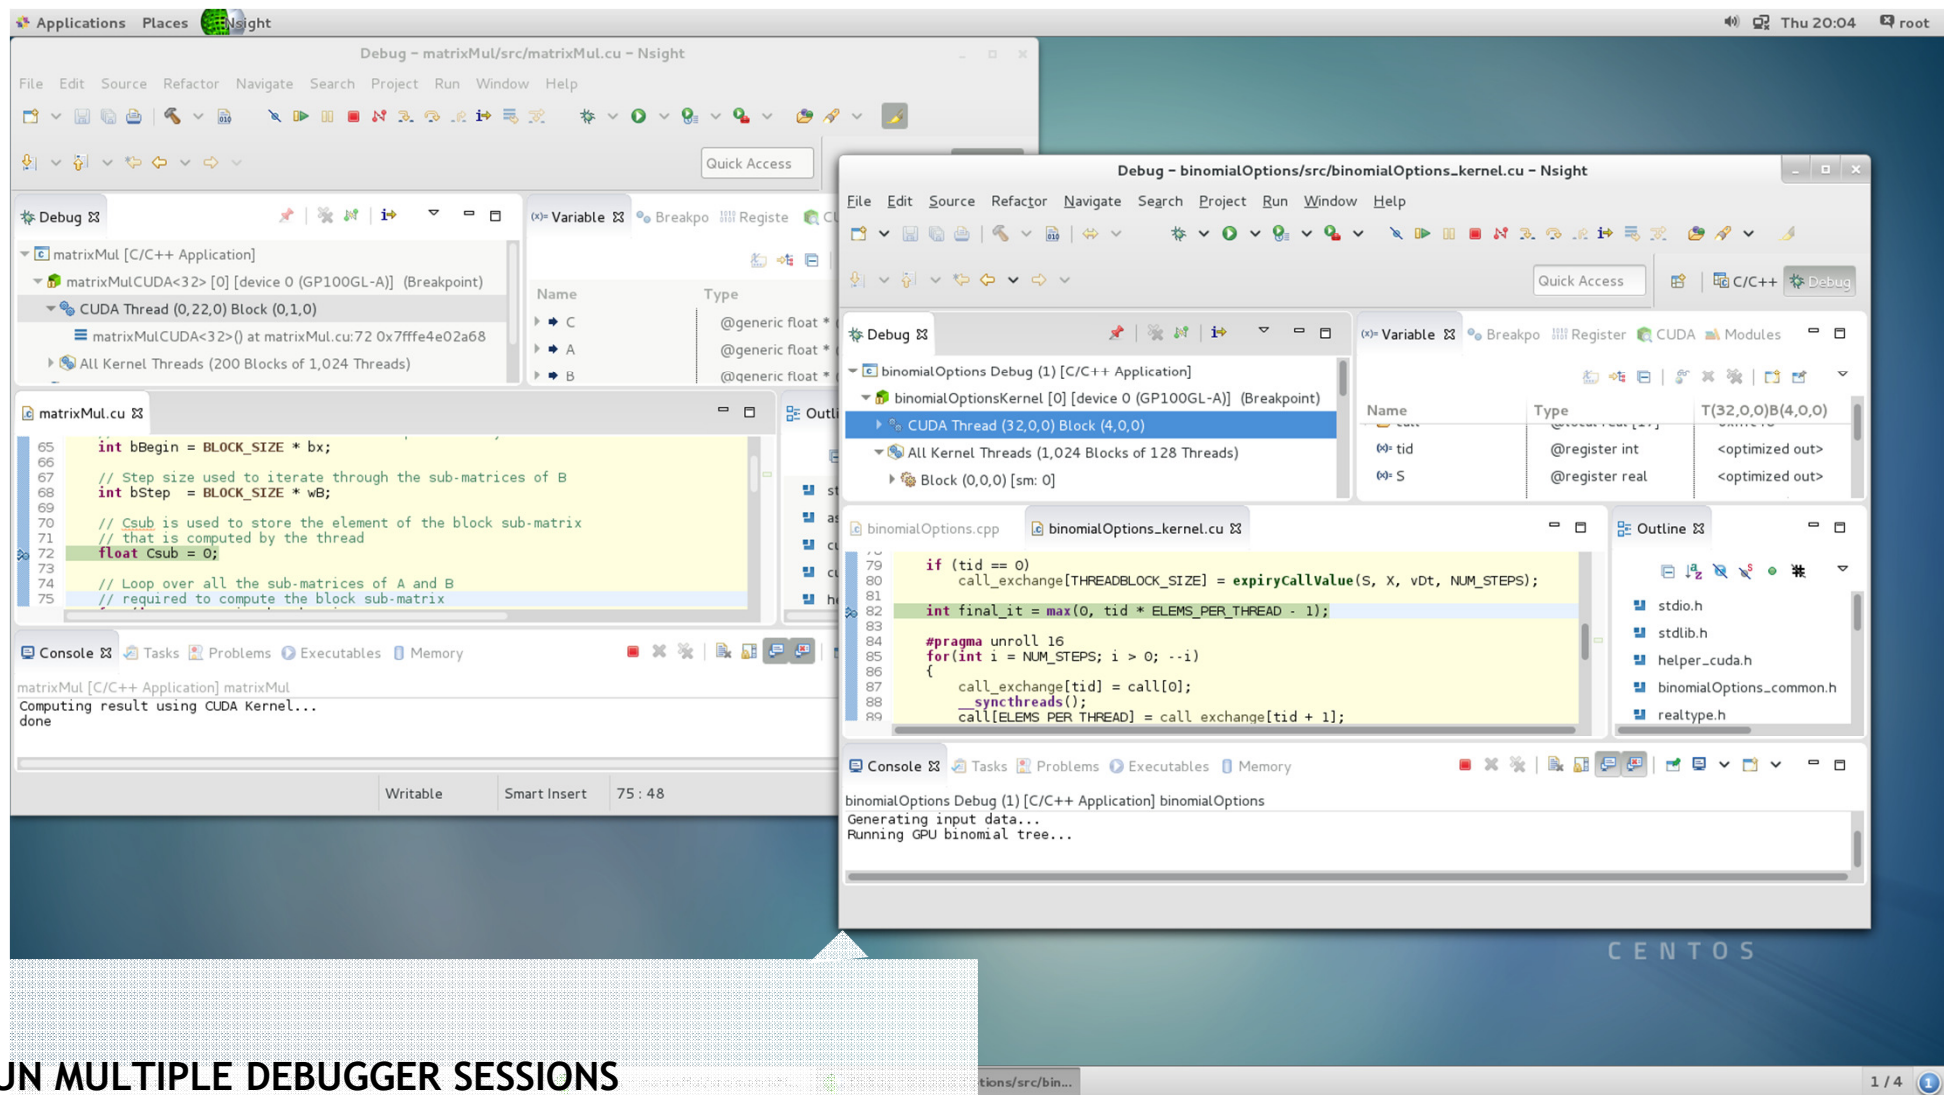 Applications Places Nsight Thu 20:04 root
Debug – matrixMul/src/matrixMul.cu – Nsight
File Edit Source Refactor Navigate Search Project Run Window Help
Quick Access
Debug
matrixMul [C/C++ Application]
matrixMulCUDA<32> [0] [device 0 (GP100GL-A)] (Breakpoint)
CUDA Thread (0,22,0) Block (0,1,0)
matrixMulCUDA<32>() at matrixMul.cu:72 0x7fffe4e02a68
All Kernel Threads (200 Blocks of 1,024 Threads)
(x)= Variable Breakpo Registe CU
Name Type
C @generic float * (
A @generic float * (
B @generic float * (
matrixMul.cu
65 int bBegin = BLOCK_SIZE * bx;
66
67 // Step size used to iterate through the sub-matrices of B
68 int bStep  = BLOCK_SIZE * wB;
69
70 // Csub is used to store the element of the block sub-matrix
71 // that is computed by the thread
72 float Csub = 0;
73
74 // Loop over all the sub-matrices of A and B
75 // required to compute the block sub-matrix
Outli
st
as
cu
cu
he
Console Tasks Problems Executables Memory
matrixMul [C/C++ Application] matrixMul
Computing result using CUDA Kernel...
done
Writable Smart Insert 75 : 48
Debug – binomialOptions/src/binomialOptions_kernel.cu – Nsight
File Edit Source Refactor Navigate Search Project Run Window Help
Quick Access C/C++ Debug
Debug
binomialOptions Debug (1) [C/C++ Application]
binomialOptionsKernel [0] [device 0 (GP100GL-A)] (Breakpoint)
CUDA Thread (32,0,0) Block (4,0,0)
All Kernel Threads (1,024 Blocks of 128 Threads)
Block (0,0,0) [sm: 0]
(x)= Variable Breakpo Register CUDA Modules
Name Type T(32,0,0)B(4,0,0)
(x)= tid @register int <optimized out>
(x)= S @register real <optimized out>
binomialOptions.cpp binomialOptions_kernel.cu
79 if (tid == 0)
80 call_exchange[THREADBLOCK_SIZE] = expiryCallValue(S, X, vDt, NUM_STEPS);
81
82 int final_it = max(0, tid * ELEMS_PER_THREAD - 1);
83
84 #pragma unroll 16
85 for(int i = NUM_STEPS; i > 0; --i)
86 {
87 call_exchange[tid] = call[0];
88 __syncthreads();
89 call[ELEMS_PER_THREAD] = call_exchange[tid + 1];
Outline
stdio.h
stdlib.h
helper_cuda.h
binomialOptions_common.h
realtype.h
Console Tasks Problems Executables Memory
binomialOptions Debug (1) [C/C++ Application] binomialOptions
Generating input data...
Running GPU binomial tree...
CENTOS
UN MULTIPLE DEBUGGER SESSIONS
tions/src/bin...
1 / 4 1